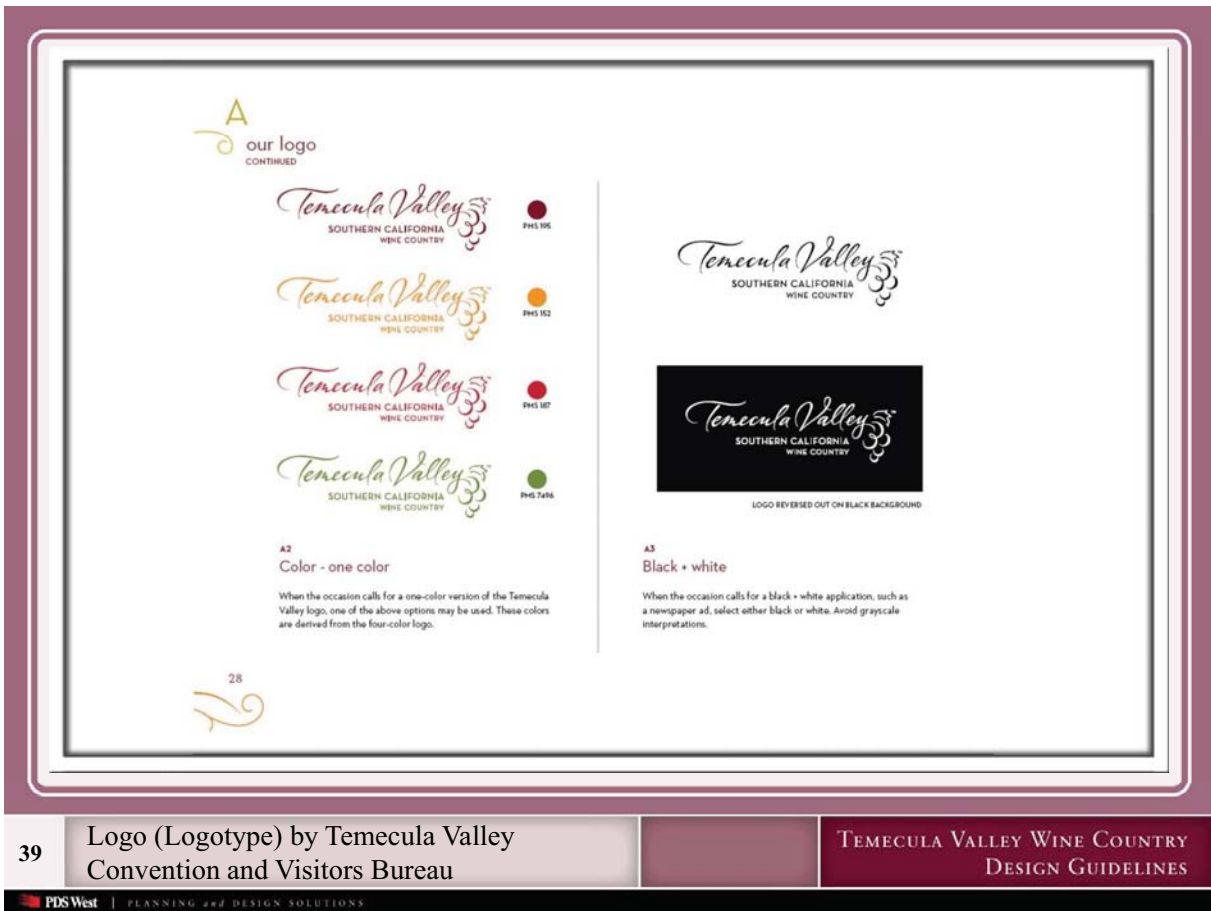 A
our logo
CONTINUED
Temecula Valley
SOUTHERN CALIFORNIA
WINE COUNTRY
PMS 195
Temecula Valley
SOUTHERN CALIFORNIA
WINE COUNTRY
PMS 152
Temecula Valley
SOUTHERN CALIFORNIA
WINE COUNTRY
PMS 187
Temecula Valley
SOUTHERN CALIFORNIA
WINE COUNTRY
PMS 7496
A2
Color - one color
When the occasion calls for a one-color version of the Temecula
Valley logo, one of the above options may be used. These colors
are derived from the four-color logo.
Temecula Valley
SOUTHERN CALIFORNIA
WINE COUNTRY
Temecula Valley
SOUTHERN CALIFORNIA
WINE COUNTRY
LOGO REVERSED OUT ON BLACK BACKGROUND
A3
Black + white
When the occasion calls for a black + white application, such as
a newspaper ad, select either black or white. Avoid grayscale
interpretations.
28
39
Logo (Logotype) by Temecula Valley
Convention and Visitors Bureau
TEMECULA VALLEY WINE COUNTRY
DESIGN GUIDELINES
PDS West | PLANNING and DESIGN SOLUTIONS